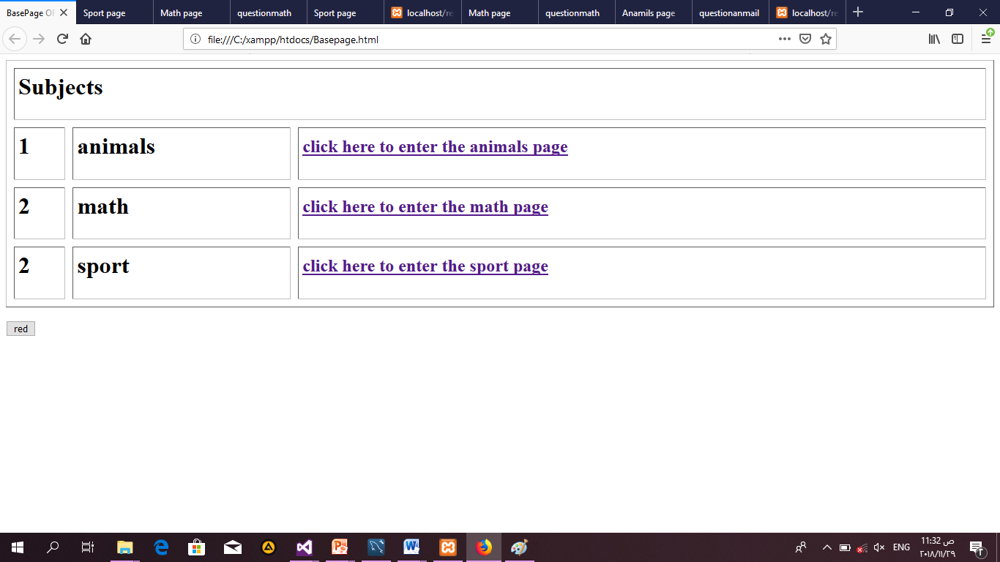 BasePage OF
Sport page
Math page
questionmath
Sport page
localhost/re
Math page
questionmath
Anamils page
questionanmail
localhost/re
file:///C:/xampp/htdocs/Basepage.html
Subjects
1 animals click here to enter the animals page
2 math click here to enter the math page
2 sport click here to enter the sport page
red
ENG
11:32 ص
٢٠١٨/١١/٢٩